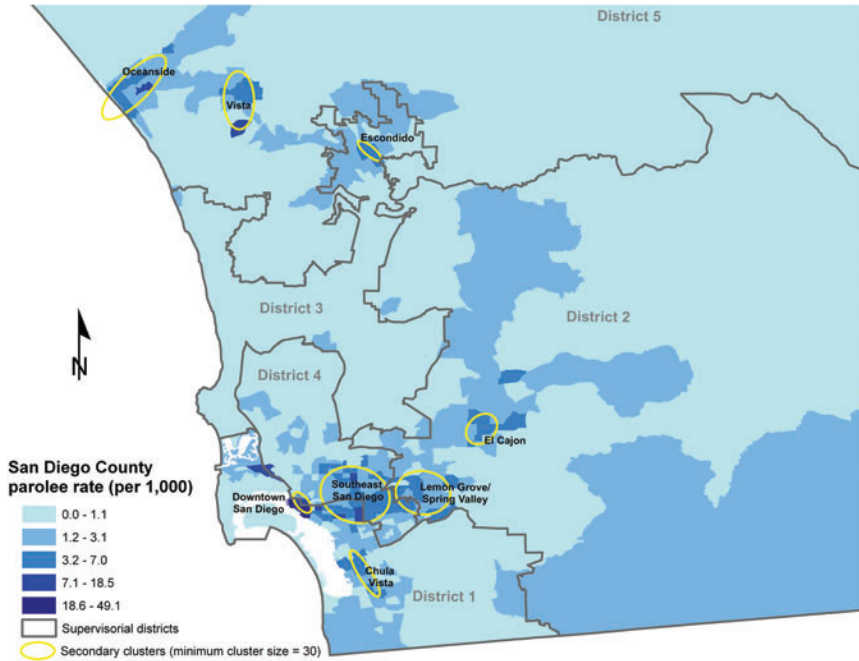 District 5
Oceanside
Vista
Escondido
District 3
District 2
District 4
N
El Cajon
San Diego County
parolee rate (per 1,000)
0.0 - 1.1
1.2 - 3.1
3.2 - 7.0
7.1 - 18.5
18.6 - 49.1
Supervisorial districts
Secondary clusters (minimum cluster size = 30)
Downtown
San Diego
Southeast
San Diego
Lemon Grove/
Spring Valley
Chula
Vista
District 1